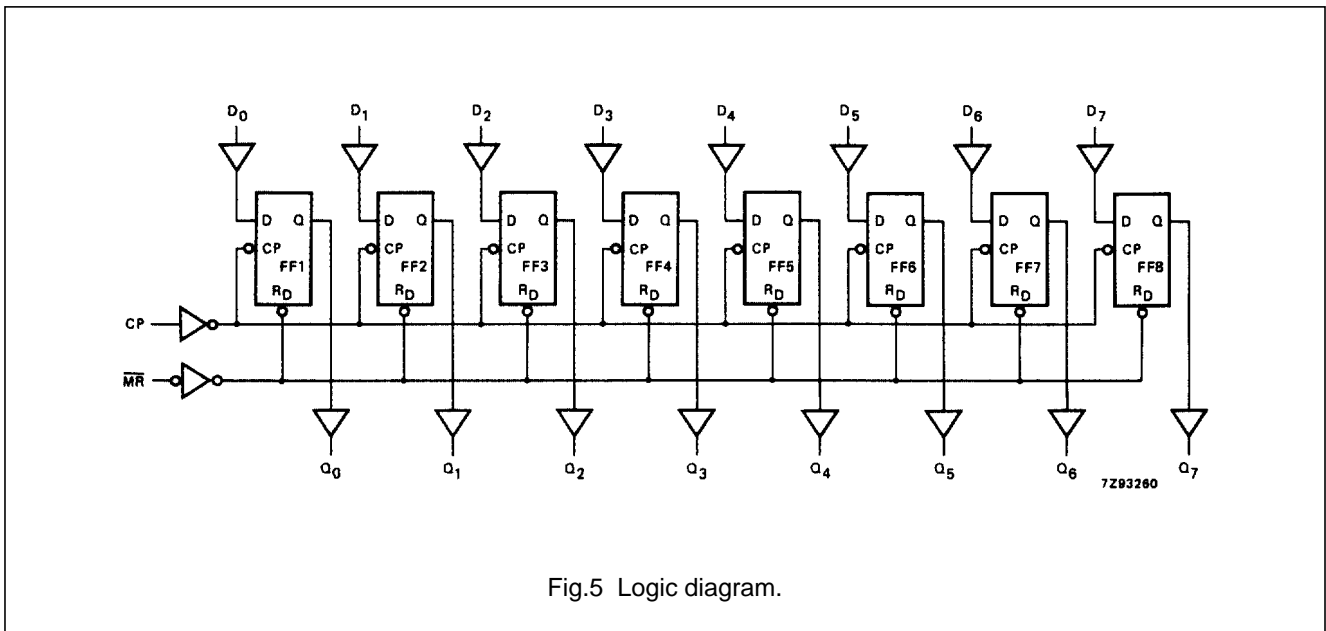 D0 D1 D2 D3 D4 D5 D6 D7
D Q D Q D Q D Q D Q D Q D Q D Q
CP CP CP CP CP CP CP CP
FF1 FF2 FF3 FF4 FF5 FF6 FF7 FF8
RD RD RD RD RD RD RD RD
CP
M̅R̅
Q0 Q1 Q2 Q3 Q4 Q5 Q6 Q7
7Z93260
Fig.5 Logic diagram.